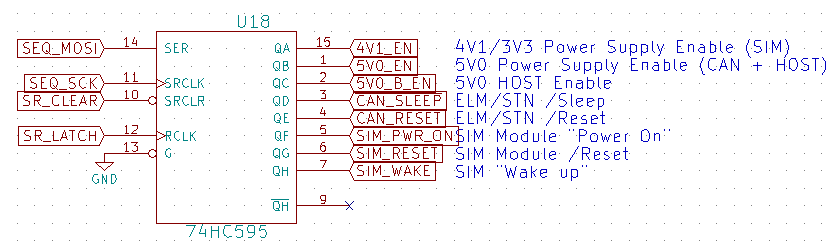 U18
SEQ_MOSI 14 SER QA 15 4V1_EN 4V1/3V3 Power Supply Enable (SIM)
QB 1 5V0_EN 5V0 Power Supply Enable (CAN + HOST)
SEQ_SCK 11 SRCLK QC 2 5V0_B_EN 5V0 HOST Enable
SR_CLEAR 10 SRCLR QD 3 CAN_SLEEP ELM/STN /Sleep
QE 4 CAN_RESET ELM/STN /Reset
SR_LATCH 12 RCLK QF 5 SIM_PWR_ON SIM Module "Power On"
13 G QG 6 SIM_RESET SIM Module /Reset
GND QH 7 SIM_WAKE SIM "Wake up"
QH 9
74HC595